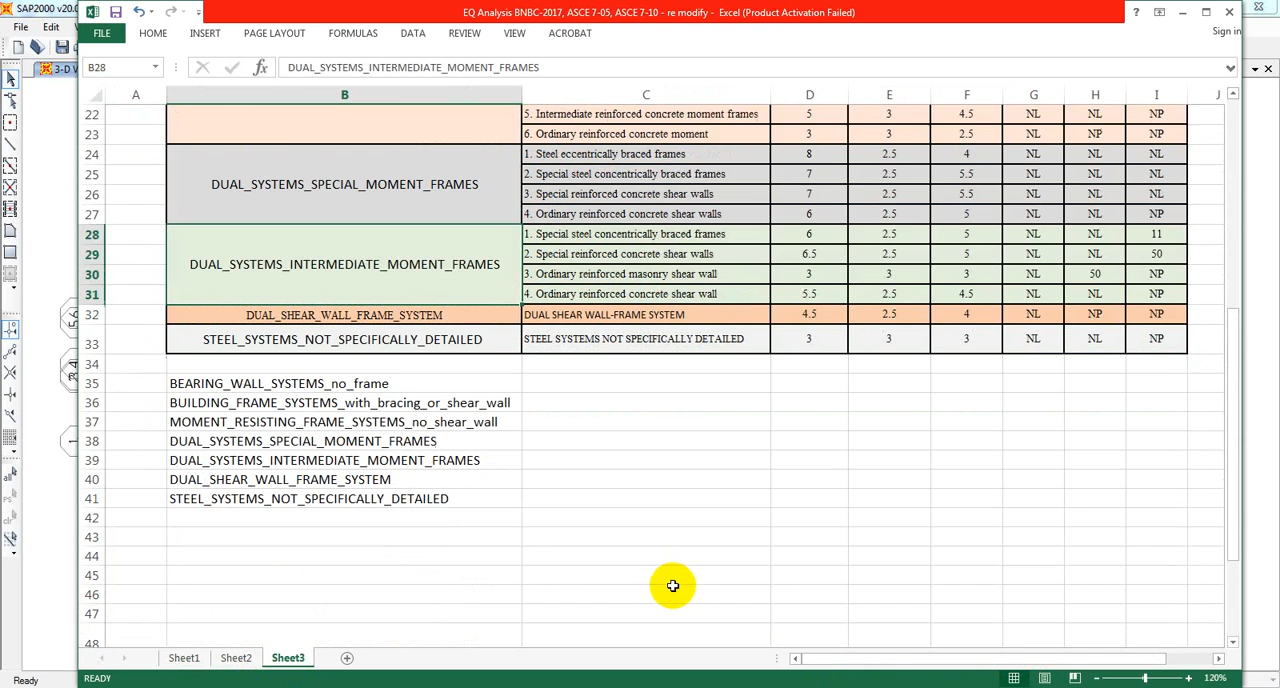 SAP2000 v20.0
EQ Analysis BNBC-2017, ASCE 7-05, ASCE 7-10 - re modify - Excel (Product Activation Failed)
File Edit
FILE HOME INSERT PAGE LAYOUT FORMULAS DATA REVIEW VIEW ACROBAT Sign in
3-D V
B28 fx DUAL_SYSTEMS_INTERMEDIATE_MOMENT_FRAMES
A B C D E F G H I J
22 5. Intermediate reinforced concrete moment frames 5 3 4.5 NL NL NP
23 6. Ordinary reinforced concrete moment 3 3 2.5 NL NP NP
24 1. Steel eccentrically braced frames 8 2.5 4 NL NL NL
25 DUAL_SYSTEMS_SPECIAL_MOMENT_FRAMES 2. Special steel concentrically braced frames 7 2.5 5.5 NL NL NL
26 3. Special reinforced concrete shear walls 7 2.5 5.5 NL NL NL
27 4. Ordinary reinforced concrete shear walls 6 2.5 5 NL NL NP
28 1. Special steel concentrically braced frames 6 2.5 5 NL NL 11
29 DUAL_SYSTEMS_INTERMEDIATE_MOMENT_FRAMES 2. Special reinforced concrete shear walls 6.5 2.5 5 NL NL 50
30 3. Ordinary reinforced masonry shear wall 3 3 3 NL 50 NP
31 4. Ordinary reinforced concrete shear wall 5.5 2.5 4.5 NL NL NP
32 DUAL_SHEAR_WALL_FRAME_SYSTEM DUAL SHEAR WALL-FRAME SYSTEM 4.5 2.5 4 NL NP NP
33 STEEL_SYSTEMS_NOT_SPECIFICALLY_DETAILED STEEL SYSTEMS NOT SPECIFICALLY DETAILED 3 3 3 NL NL NP
34
35 BEARING_WALL_SYSTEMS_no_frame
36 BUILDING_FRAME_SYSTEMS_with_bracing_or_shear_wall
37 MOMENT_RESISTING_FRAME_SYSTEMS_no_shear_wall
38 DUAL_SYSTEMS_SPECIAL_MOMENT_FRAMES
39 DUAL_SYSTEMS_INTERMEDIATE_MOMENT_FRAMES
40 DUAL_SHEAR_WALL_FRAME_SYSTEM
41 STEEL_SYSTEMS_NOT_SPECIFICALLY_DETAILED
42
43
44
45
46
47
48
Sheet1 Sheet2 Sheet3
Ready READY 120%